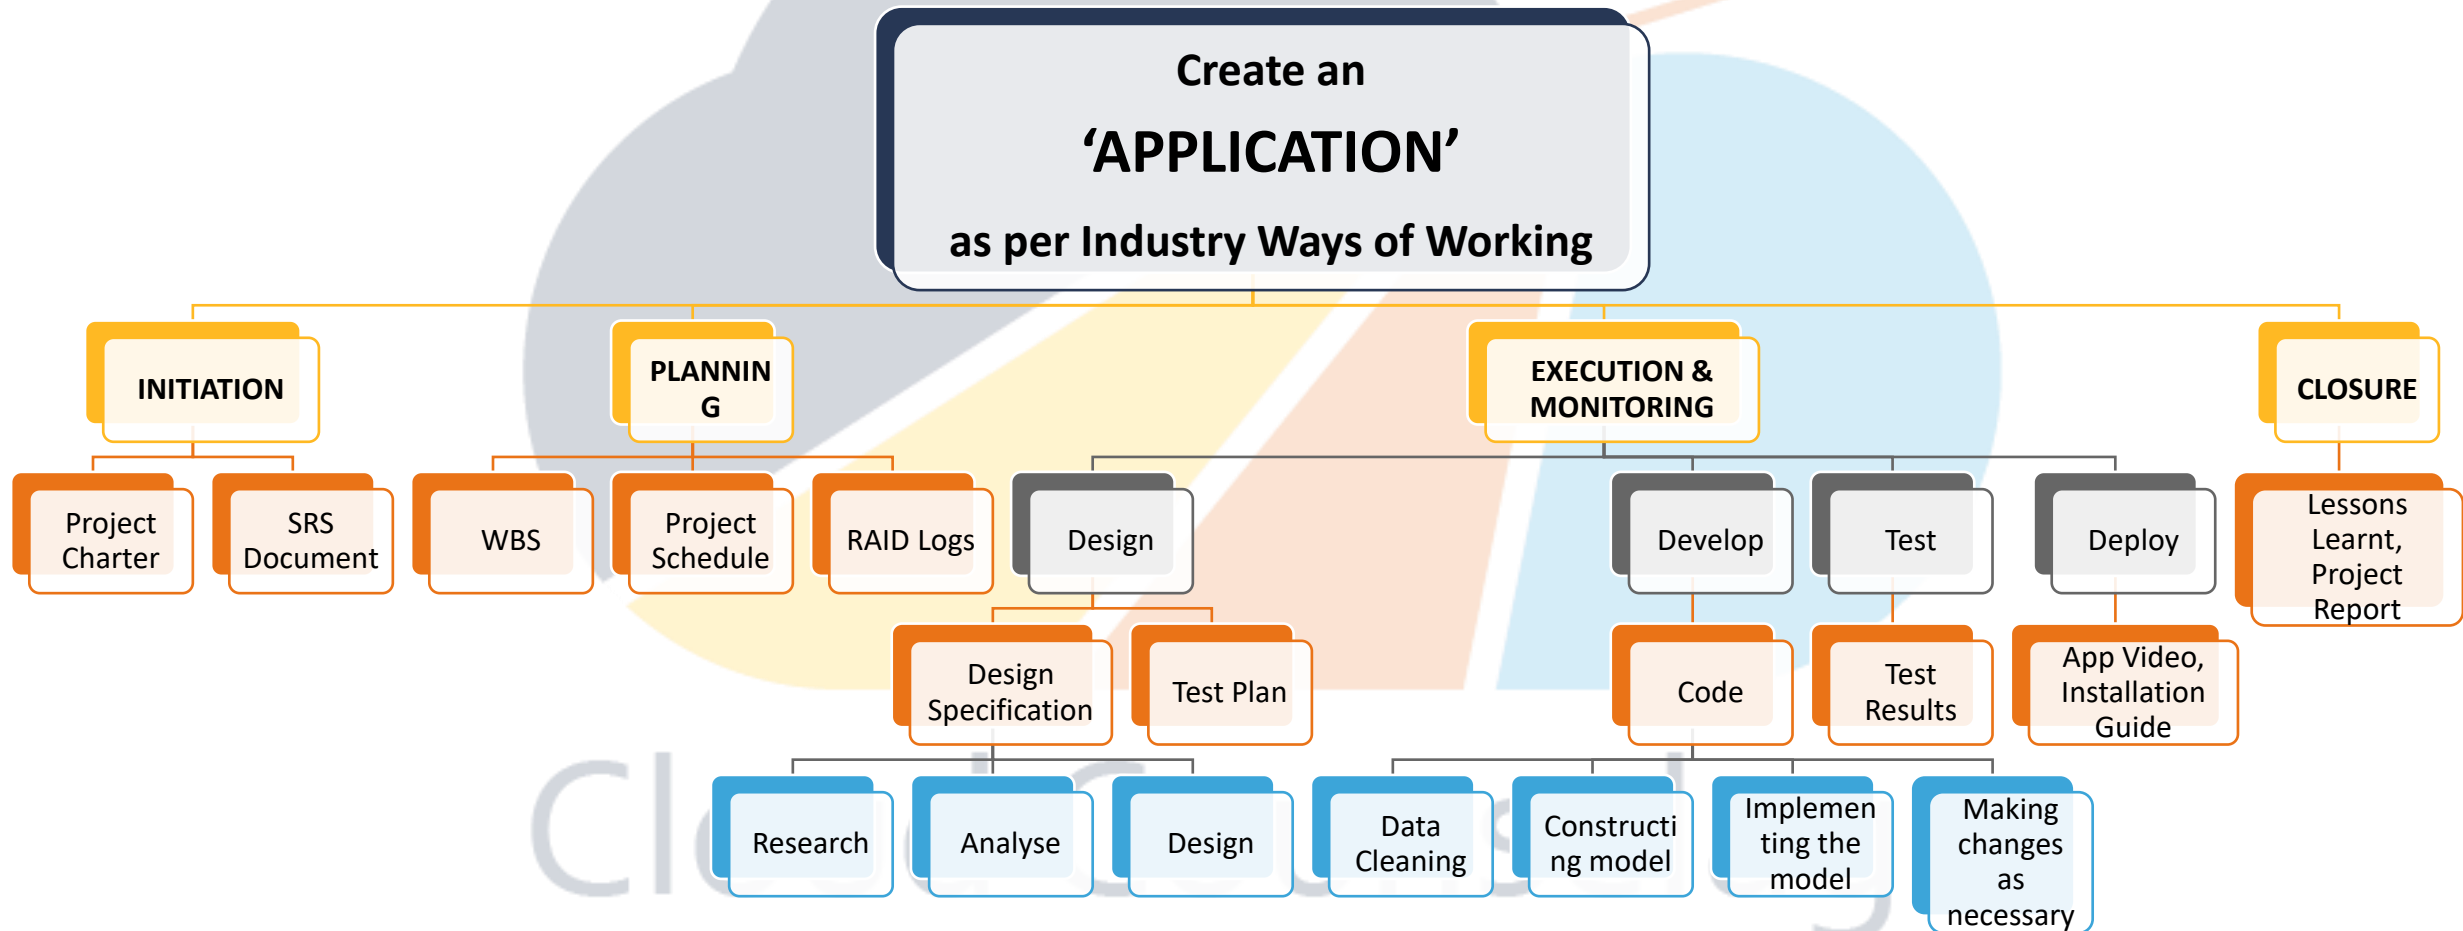 Create an
‘APPLICATION’
as per Industry Ways of Working
INITIATION
PLANNIN
G
EXECUTION &
MONITORING
CLOSURE
Project
Charter
SRS
Document
WBS
Project
Schedule
RAID Logs
Design
Develop
Test
Deploy
Lessons
Learnt,
Project
Report
Design
Specification
Test Plan
Code
Test
Results
App Video,
Installation
Guide
Research
Analyse
Design
Data
Cleaning
Constructi
ng model
Implemen
ting the
model
Making
changes
as
necessary